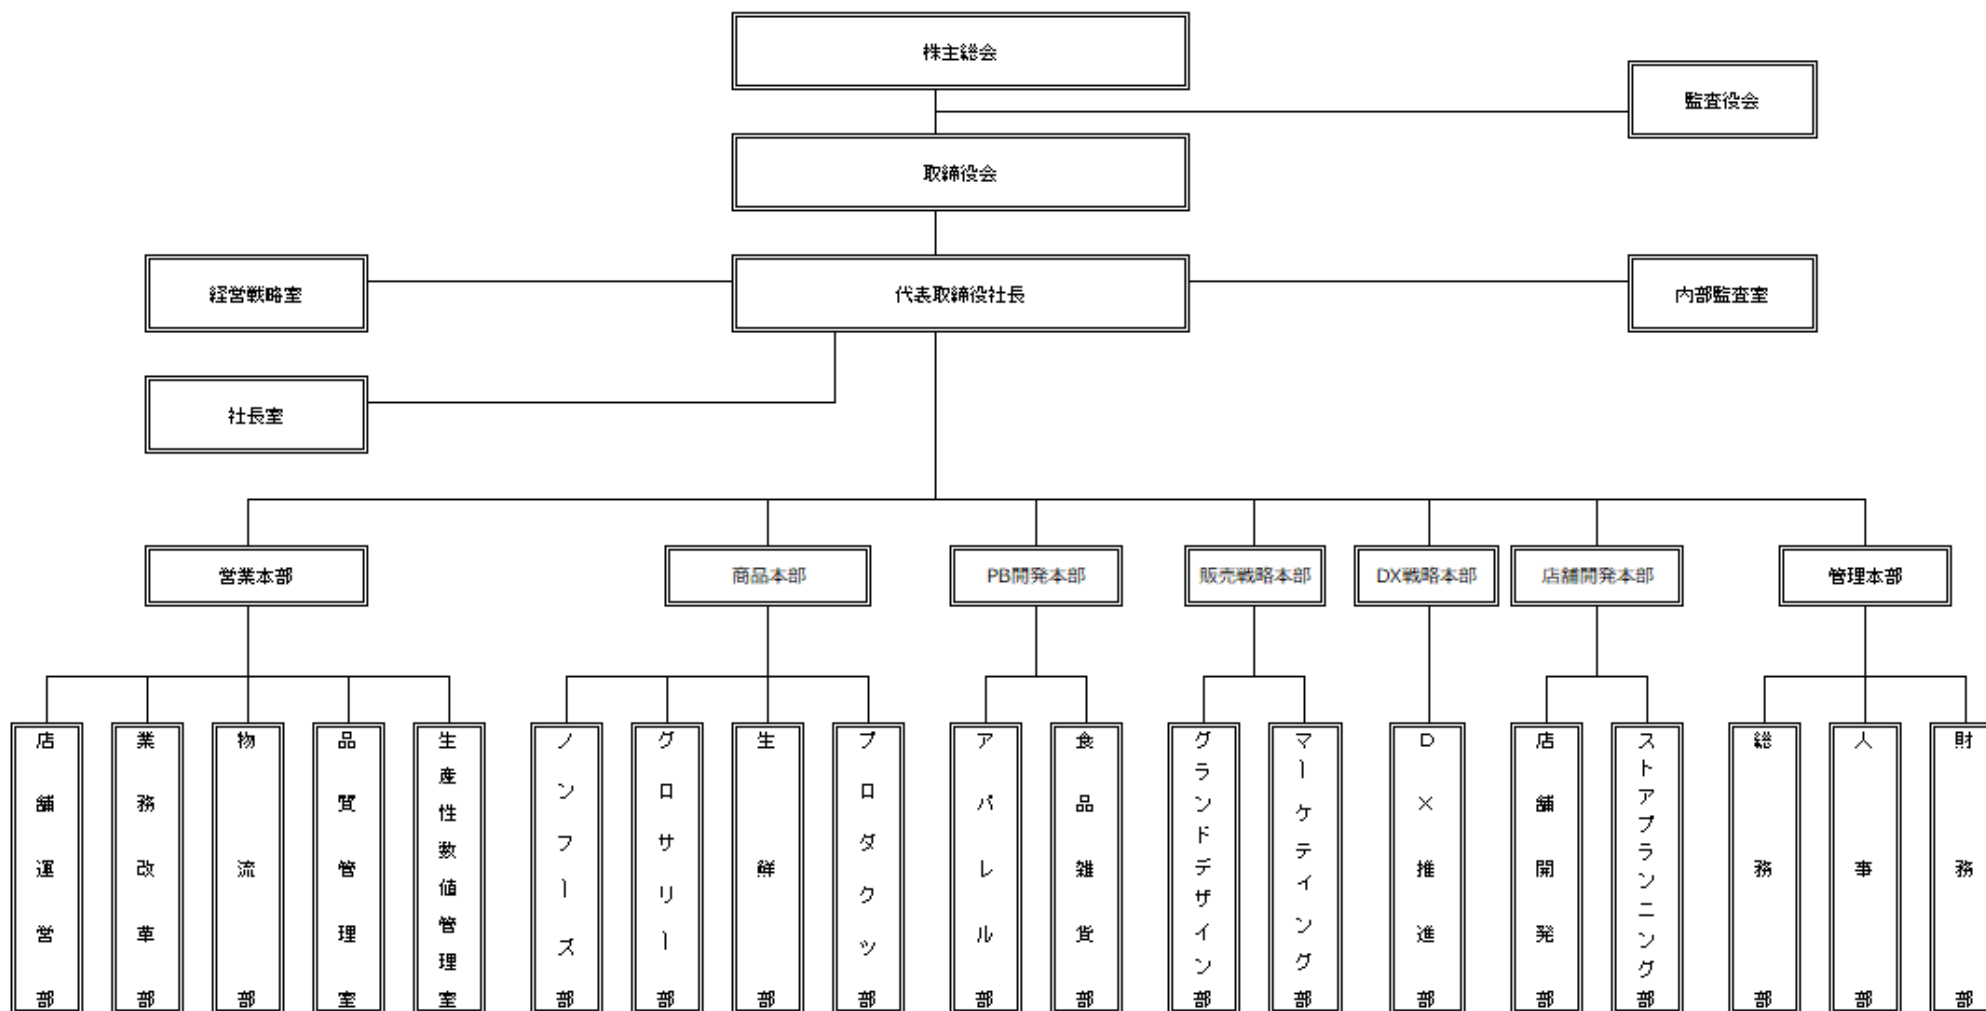 株主総会
監査役会
取締役会
経営戦略室
代表取締役社長
内部監査室
社長室
営業本部
商品本部
PB開発本部
販売戦略本部
DX戦略本部
店舗開発本部
管理本部
店舗運営部
業務改革部
物流部
品質管理室
生産性数値管理室
ノンフーズ部
グロサリー部
生鮮部
プロダクツ部
アパレル部
食品雑貨部
グランドデザイン部
マーケティング部
DX推進部
店舗開発部
ストアプランニング部
総務部
人事部
財務部